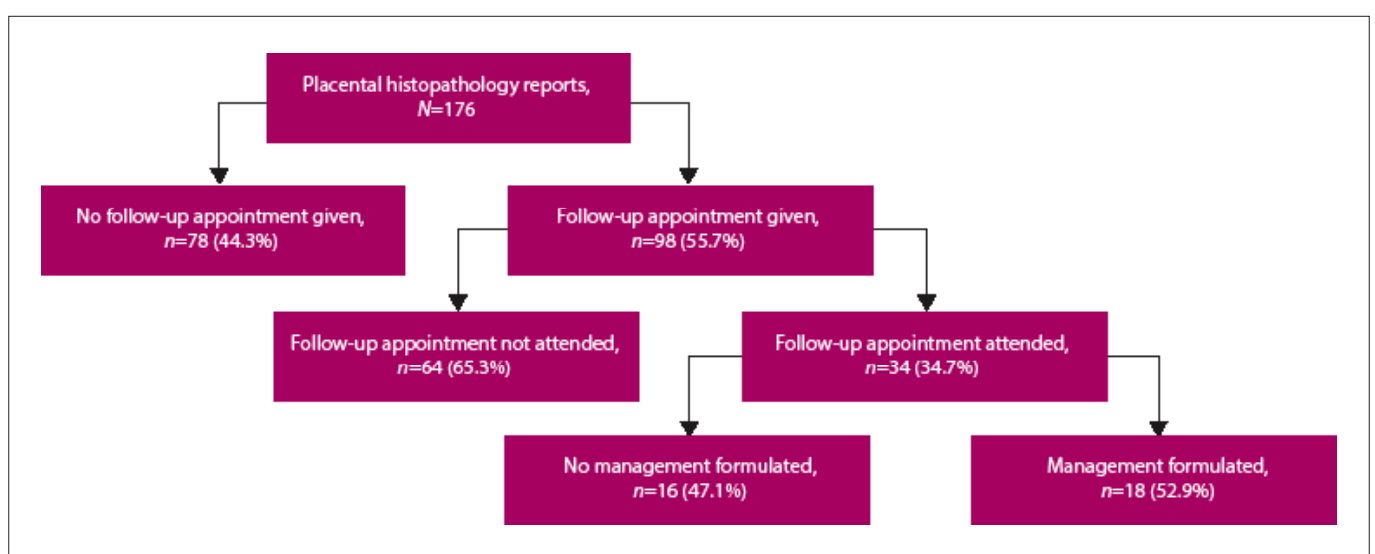 Placental histopathology reports,
N=176
No follow-up appointment given,
n=78 (44.3%)
Follow-up appointment given,
n=98 (55.7%)
Follow-up appointment not attended,
n=64 (65.3%)
Follow-up appointment attended,
n=34 (34.7%)
No management formulated,
n=16 (47.1%)
Management formulated,
n=18 (52.9%)